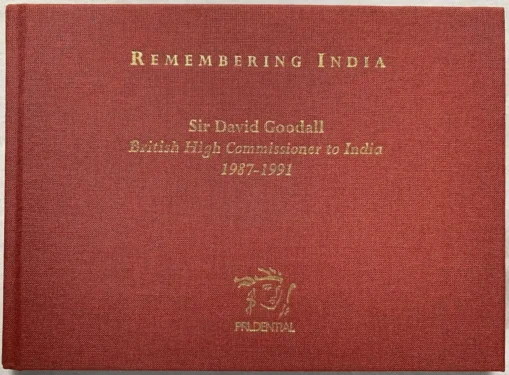 REMEMBERING INDIA
Sir David Goodall
British High Commissioner to India
1987-1991
PRUDENTIAL